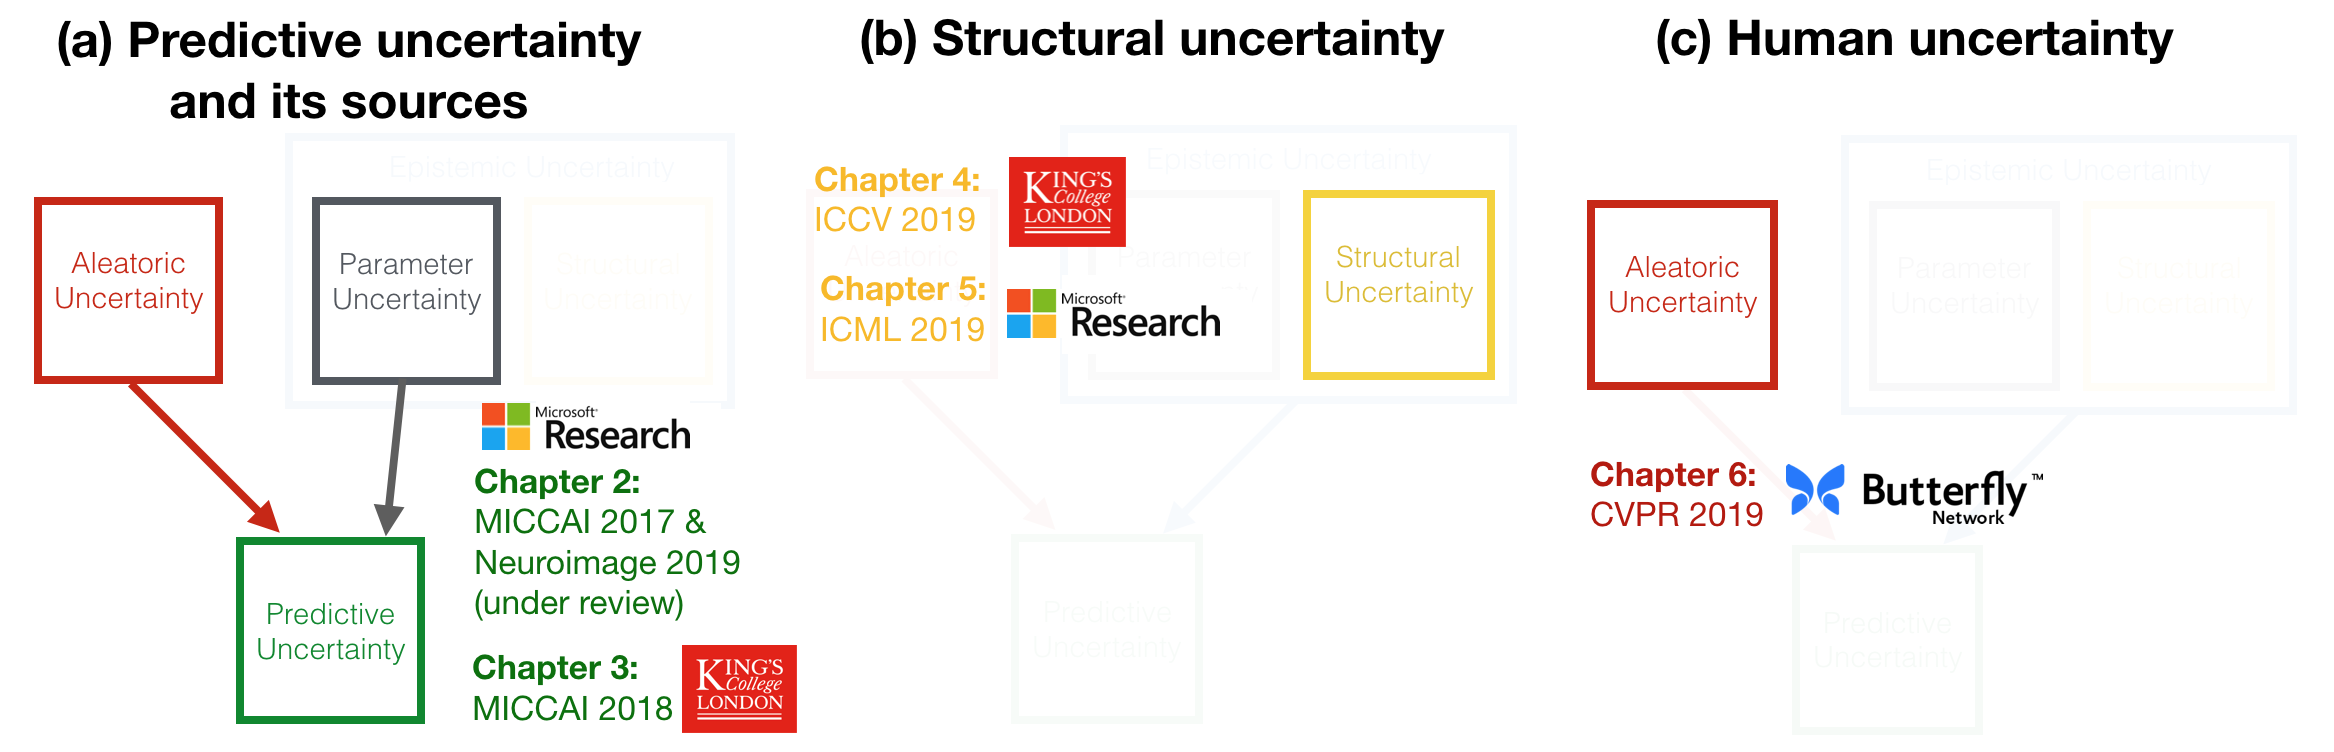 (a) Predictive uncertainty
and its sources
Epistemic Uncertainty
Aleatoric
Uncertainty
Parameter
Uncertainty
Structural
Uncertainty
Microsoft
Research
Chapter 2:
MICCAI 2017 &
Neuroimage 2019
(under review)
Predictive
Uncertainty
Chapter 3:
MICCAI 2018
KING'S
College
LONDON
(b) Structural uncertainty
Epistemic Uncertainty
Chapter 4:
ICCV 2019
KING'S
College
LONDON
Aleatoric
Parameter
Structural
Uncertainty
Chapter 5:
ICML 2019
Microsoft
Research
Predictive
Uncertainty
(c) Human uncertainty
Epistemic Uncertainty
Aleatoric
Uncertainty
Parameter
Uncertainty
Structural
Uncertainty
Chapter 6:
CVPR 2019
Butterfly™
Network
Predictive
Uncertainty